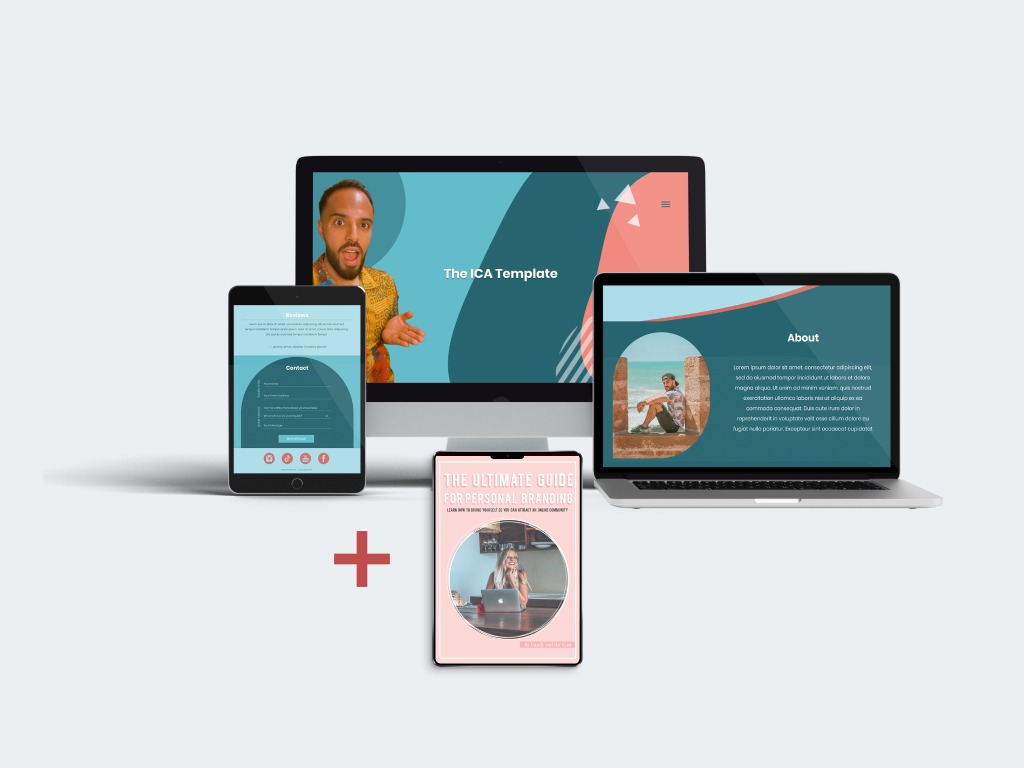 The ICA Template
Reviews
Contact
About
Lorem ipsum dolor sit amet, consectetur adipiscing elit,
sed do eiusmod tempor incididunt ut labore et dolore
magna aliqua. Ut enim ad minim veniam, quis nostrud
exercitation ullamco laboris nisi ut aliquip ex ea
commodo consequat. Duis aute irure dolor in
reprehenderit in voluptate velit esse cillum dolore eu
fugiat nulla pariatur. Excepteur sint occaecat cupidatat
THE ULTIMATE GUIDE
FOR PERSONAL BRANDING
LEARN HOW TO BRAND YOURSELF SO YOU CAN ATTRACT AN ONLINE COMMUNITY